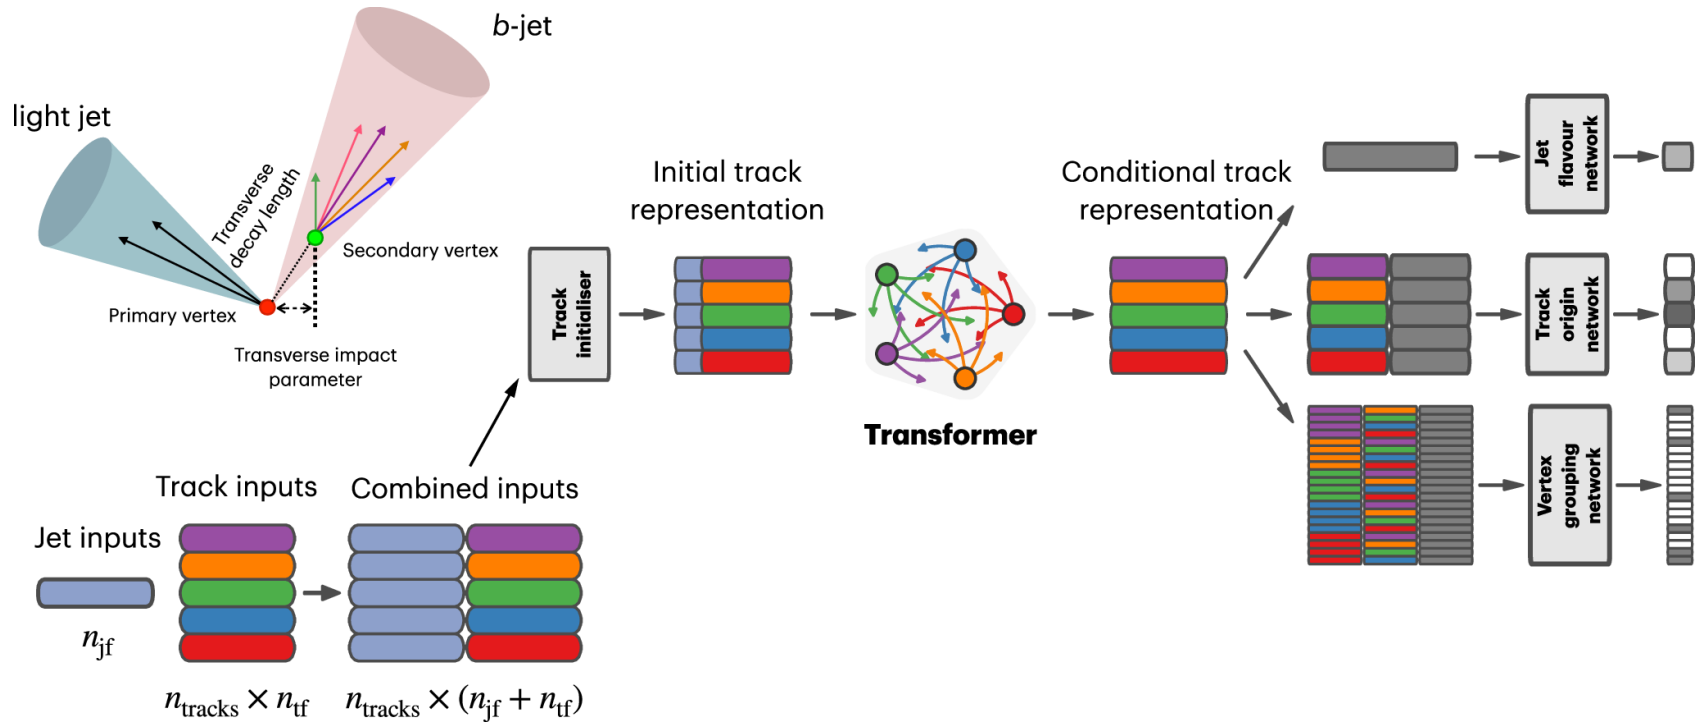 b-jet
light jet
Transverse
decay length
Secondary vertex
Primary vertex
Transverse impact
parameter
Jet inputs
n_jf
Track inputs
n_tracks × n_tf
Combined inputs
n_tracks × (n_jf + n_tf)
Track
initialiser
Initial track
representation
Transformer
Conditional track
representation
Jet
flavour
network
Track
origin
network
Vertex
grouping
network